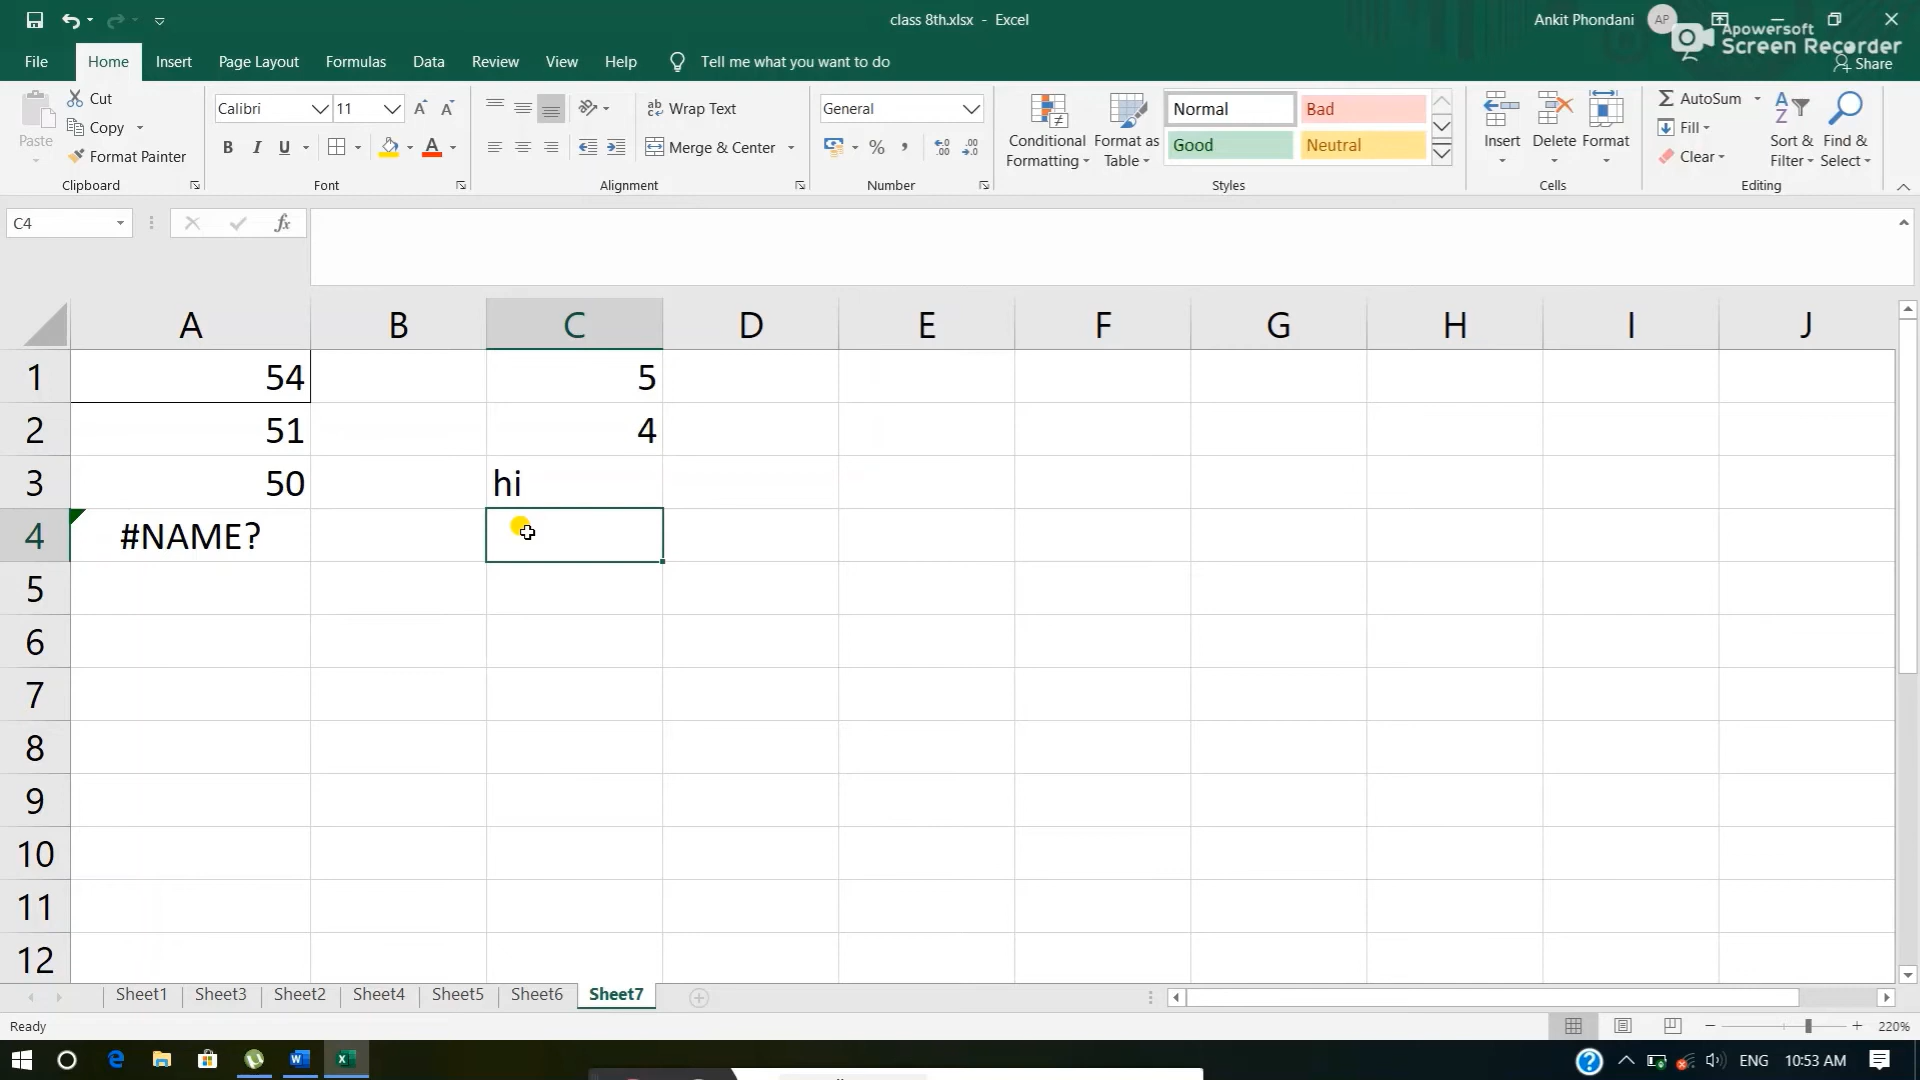 class 8th.xlsx - Excel
Ankit Phondani
AP
Apowersoft
Screen Recorder
File Home Insert Page Layout Formulas Data Review View Help Tell me what you want to do Share
Cut
Copy
Format Painter
Paste
Clipboard
Calibri 11
B I U A
Font
Wrap Text
Merge & Center
Alignment
General
Number
Conditional Formatting
Format as Table
Normal Bad
Good Neutral
Styles
Insert Delete Format
Cells
AutoSum
Fill
Clear
Sort & Filter
Find & Select
Editing
C4 fx
A B C D E F G H I J
1 54 5
2 51 4
3 50 hi
4 #NAME?
5
6
7
8
9
10
11
12
Sheet1 Sheet3 Sheet2 Sheet4 Sheet5 Sheet6 Sheet7
Ready 220%
ENG 10:53 AM